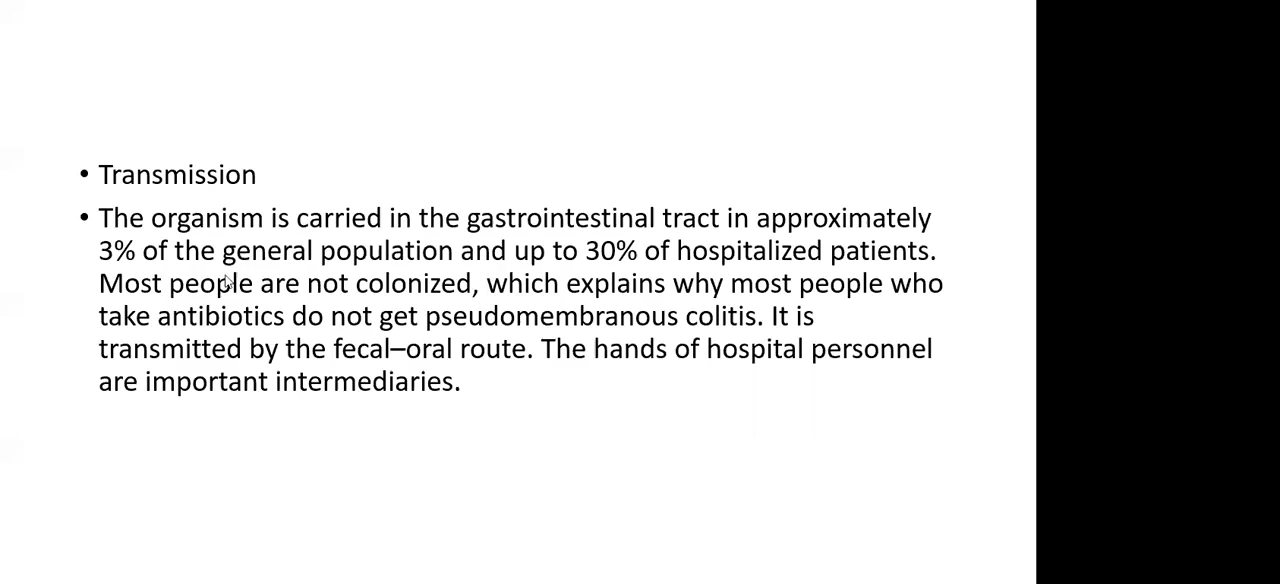 • Transmission
• The organism is carried in the gastrointestinal tract in approximately
3% of the general population and up to 30% of hospitalized patients.
Most people are not colonized, which explains why most people who
take antibiotics do not get pseudomembranous colitis. It is
transmitted by the fecal–oral route. The hands of hospital personnel
are important intermediaries.